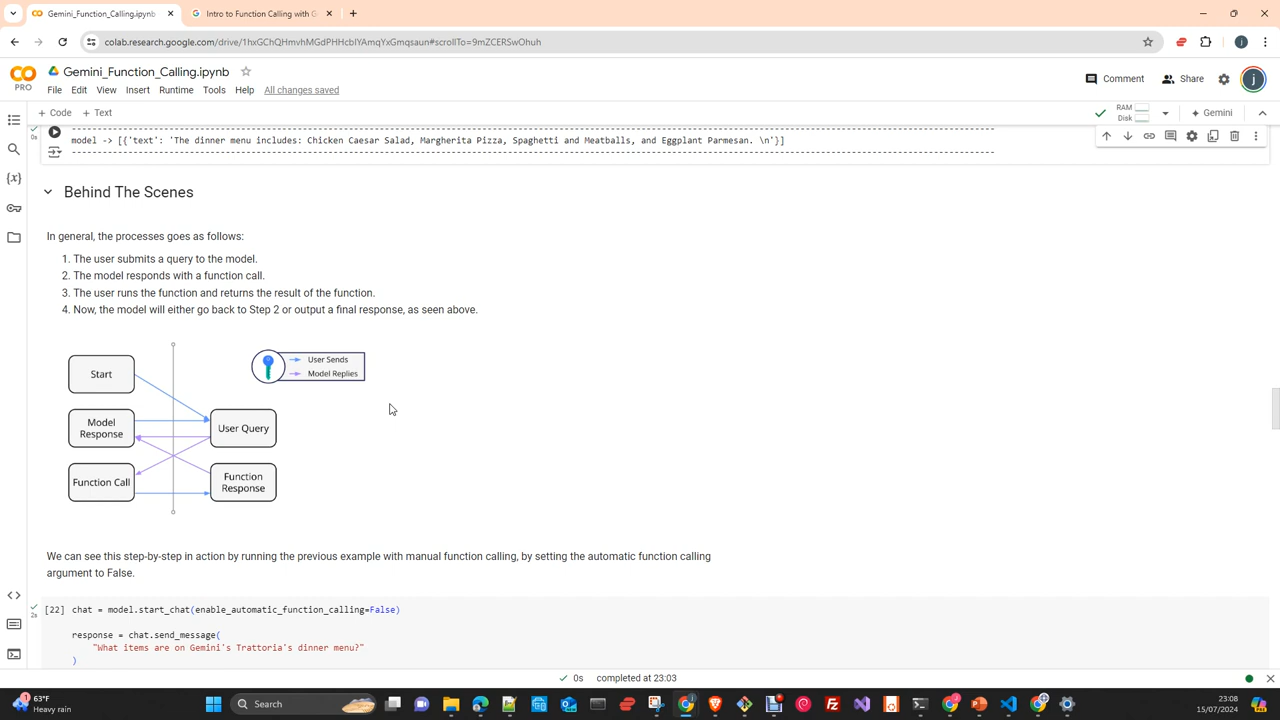 Gemini_Function_Calling.ipynb
Intro to Function Calling with G
colab.research.google.com/drive/1hxGChQHmvhMGdPHHcblYAmqYxGmqsaun#scrollTo=9mZCERSwOhuh
j
PRO
Gemini_Function_Calling.ipynb
File Edit View Insert Runtime Tools Help All changes saved
Comment
Share
j
+ Code + Text
RAM
Disk
Gemini
0s
model -> [{'text': 'The dinner menu includes: Chicken Caesar Salad, Margherita Pizza, Spaghetti and Meatballs, and Eggplant Parmesan. \n'}]
Behind The Scenes
In general, the processes goes as follows:
1. The user submits a query to the model.
2. The model responds with a function call.
3. The user runs the function and returns the result of the function.
4. Now, the model will either go back to Step 2 or output a final response, as seen above.
User Sends
Model Replies
Start
Model
Response
User Query
Function Call
Function
Response
We can see this step-by-step in action by running the previous example with manual function calling, by setting the automatic function calling
argument to False.
2s
[22] chat = model.start_chat(enable_automatic_function_calling=False)
response = chat.send_message(
"What items are on Gemini's Trattoria's dinner menu?"
)
0s completed at 23:03
1
63°F
Heavy rain
Search
23:08
15/07/2024